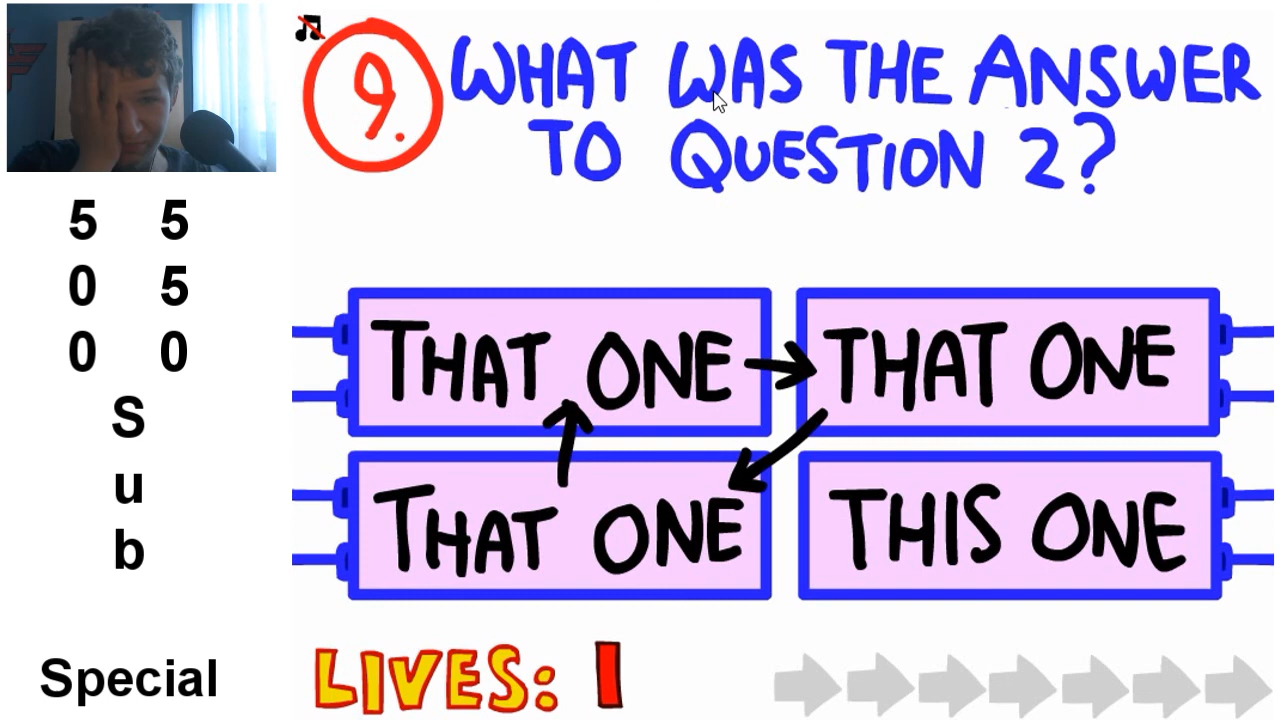 5 5
0 5
0 0
S
u
b
Special
9. WHAT WAS THE ANSWER
TO QUESTION 2?
THAT ONE THAT ONE
THAT ONE THIS ONE
LIVES: 1